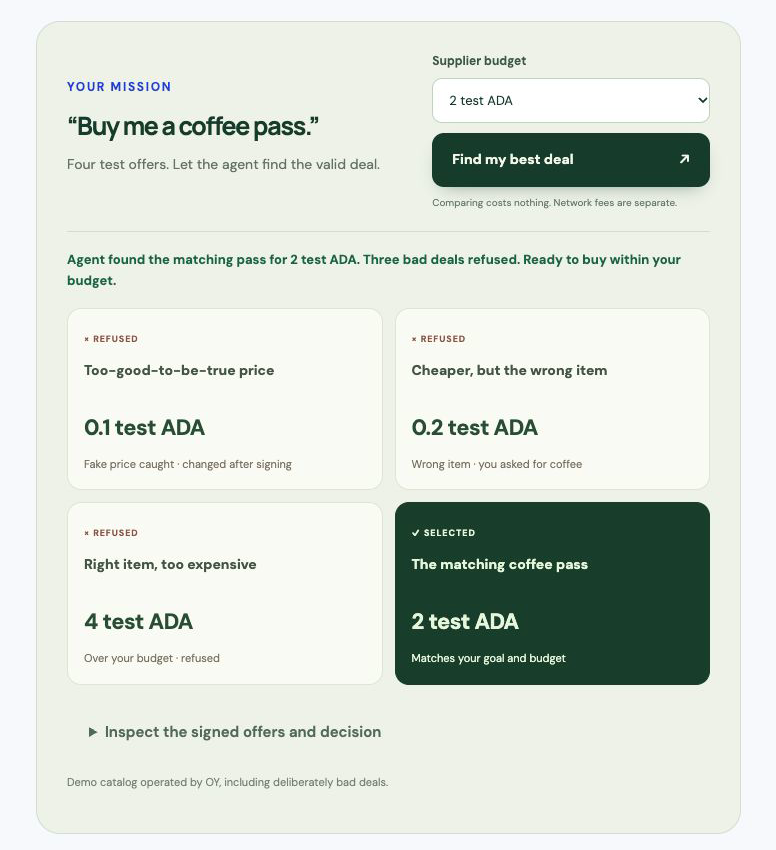 YOUR MISSION
“Buy me a coffee pass.”
Four test offers. Let the agent find the valid deal.
Supplier budget
2 test ADA
Find my best deal ↗
Comparing costs nothing. Network fees are separate.
Agent found the matching pass for 2 test ADA. Three bad deals refused. Ready to buy within your
budget.
× REFUSED
Too-good-to-be-true price
0.1 test ADA
Fake price caught · changed after signing
× REFUSED
Cheaper, but the wrong item
0.2 test ADA
Wrong item · you asked for coffee
× REFUSED
Right item, too expensive
4 test ADA
Over your budget · refused
✓ SELECTED
The matching coffee pass
2 test ADA
Matches your goal and budget
▶ Inspect the signed offers and decision
Demo catalog operated by OY, including deliberately bad deals.